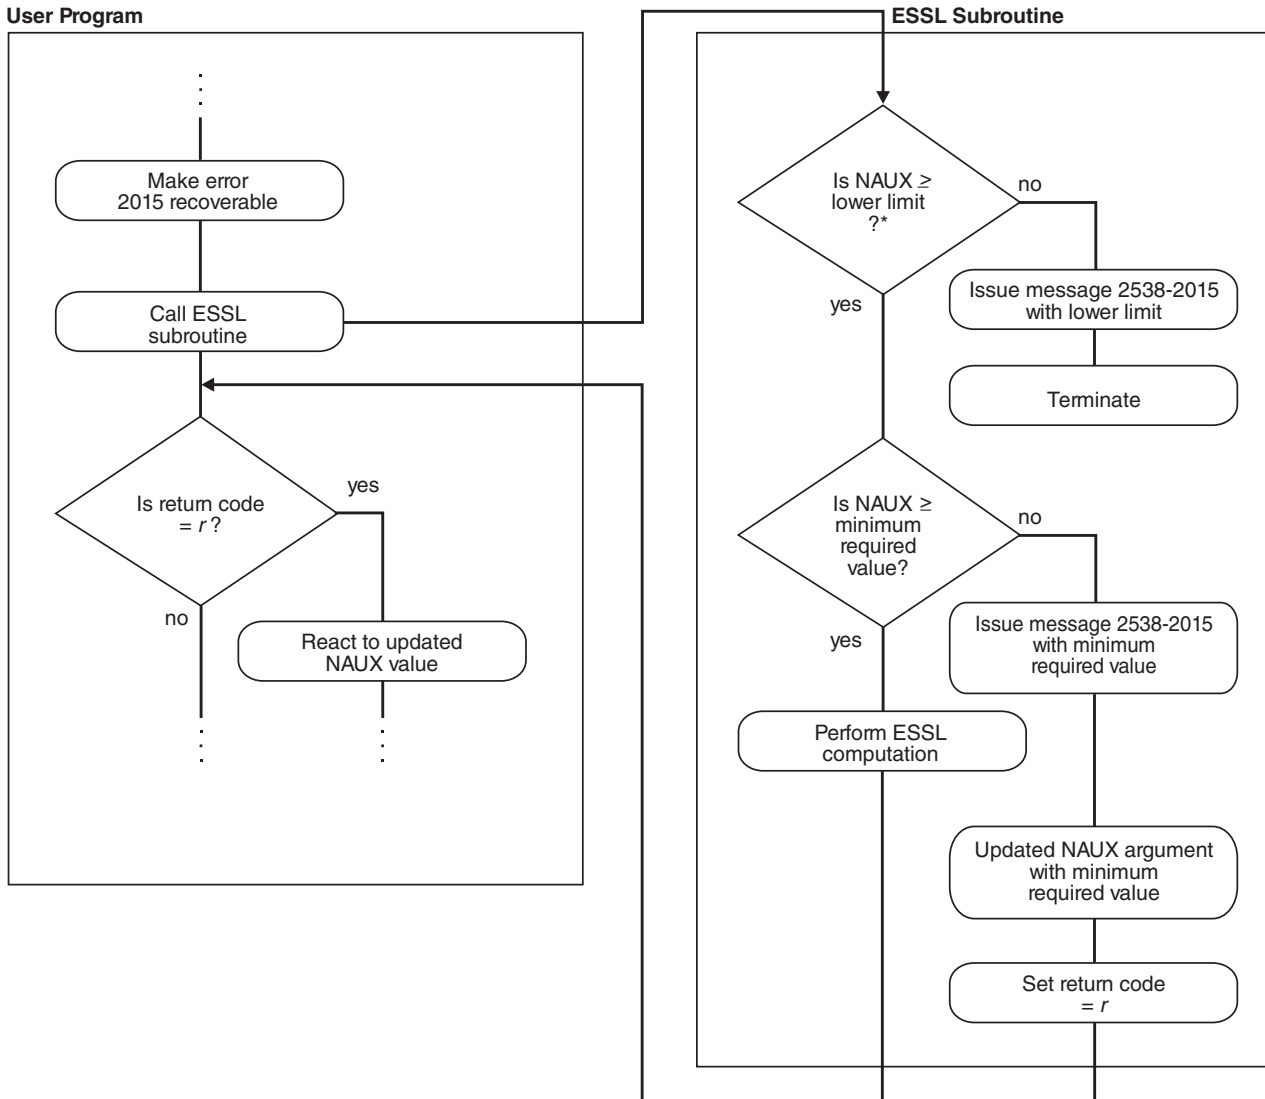 User Program
Make error
2015 recoverable
Call ESSL
subroutine
Is return code
= r?
yes
no
React to updated
NAUX value
ESSL Subroutine
Is NAUX ≥
lower limit
?*
no
yes
Issue message 2538-2015
with lower limit
Terminate
Is NAUX ≥
minimum
required
value?
no
yes
Issue message 2538-2015
with minimum
required value
Perform ESSL
computation
Updated NAUX argument
with minimum
required value
Set return code
= r